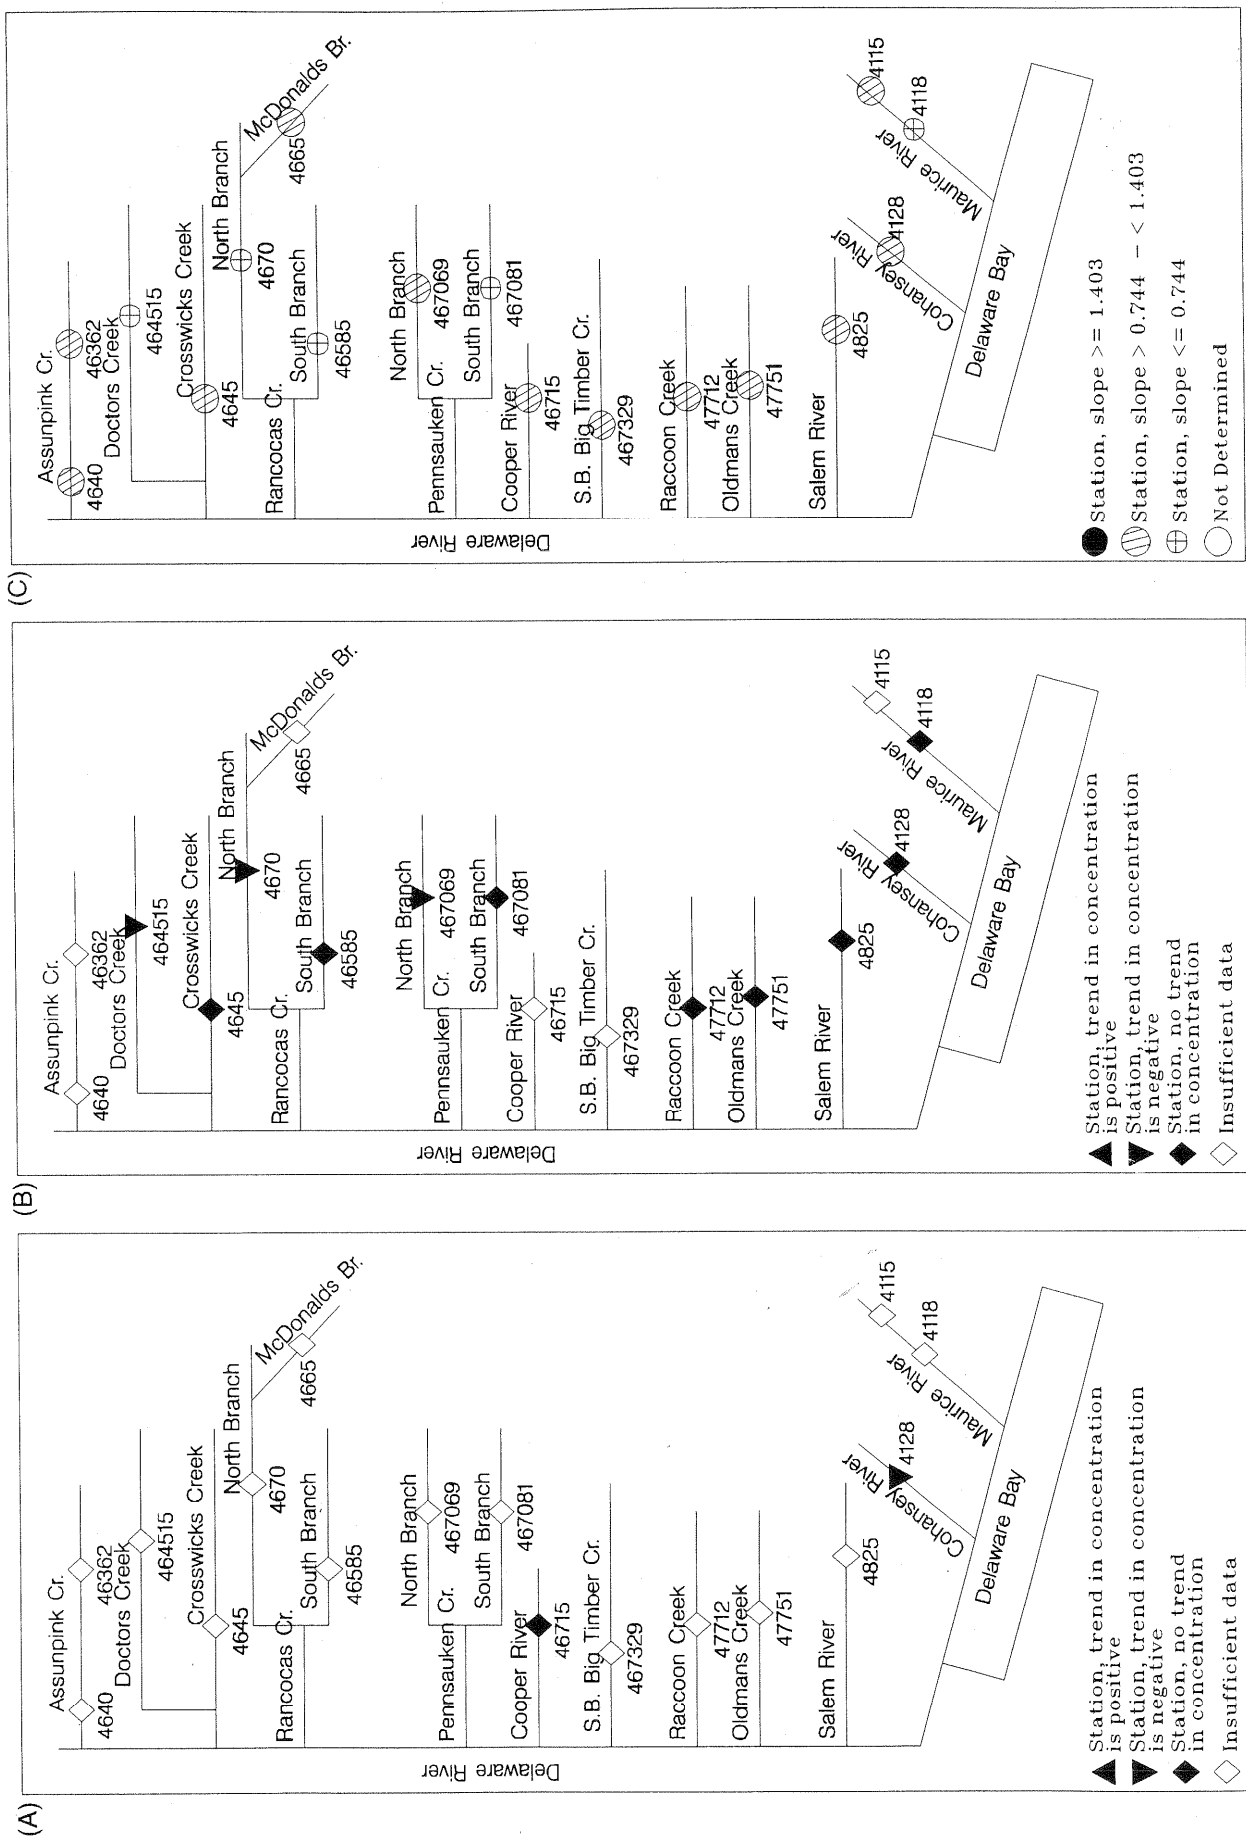 (A)
Assunpink Cr.
4640
46362
Doctors Creek
464515
Crosswicks Creek
4645
North Branch
4670
McDonalds Br.
4665
Rancocas Cr.
South Branch
46585
North Branch
467069
Pennsauken Cr.
South Branch
467081
Cooper River
46715
S.B. Big Timber Cr.
467329
Raccoon Creek
47712
Oldmans Creek
47751
Salem River
4825
Cohansey River
4128
Maurice River
4118
4115
Delaware River
Delaware Bay
Station, trend in concentration
is positive
Station, trend in concentration
is negative
Station, no trend
in concentration
Insufficient data
(B)
Assunpink Cr.
4640
46362
Doctors Creek
464515
Crosswicks Creek
4645
North Branch
4670
McDonalds Br.
4665
Rancocas Cr.
South Branch
46585
North Branch
467069
Pennsauken Cr.
South Branch
467081
Cooper River
46715
S.B. Big Timber Cr.
467329
Raccoon Creek
47712
Oldmans Creek
47751
Salem River
4825
Cohansey River
4128
Maurice River
4118
4115
Delaware River
Delaware Bay
Station, trend in concentration
is positive
Station, trend in concentration
is negative
Station, no trend
in concentration
Insufficient data
(C)
Assunpink Cr.
4640
46362
Doctors Creek
464515
Crosswicks Creek
4645
North Branch
4670
McDonalds Br.
4665
Rancocas Cr.
South Branch
46585
North Branch
467069
Pennsauken Cr.
South Branch
467081
Cooper River
46715
S.B. Big Timber Cr.
467329
Raccoon Creek
47712
Oldmans Creek
47751
Salem River
4825
Cohansey River
4128
Maurice River
4118
4115
Delaware River
Delaware Bay
Station, slope >= 1.403
Station, slope > 0.744 - < 1.403
Station, slope <= 0.744
Not Determined